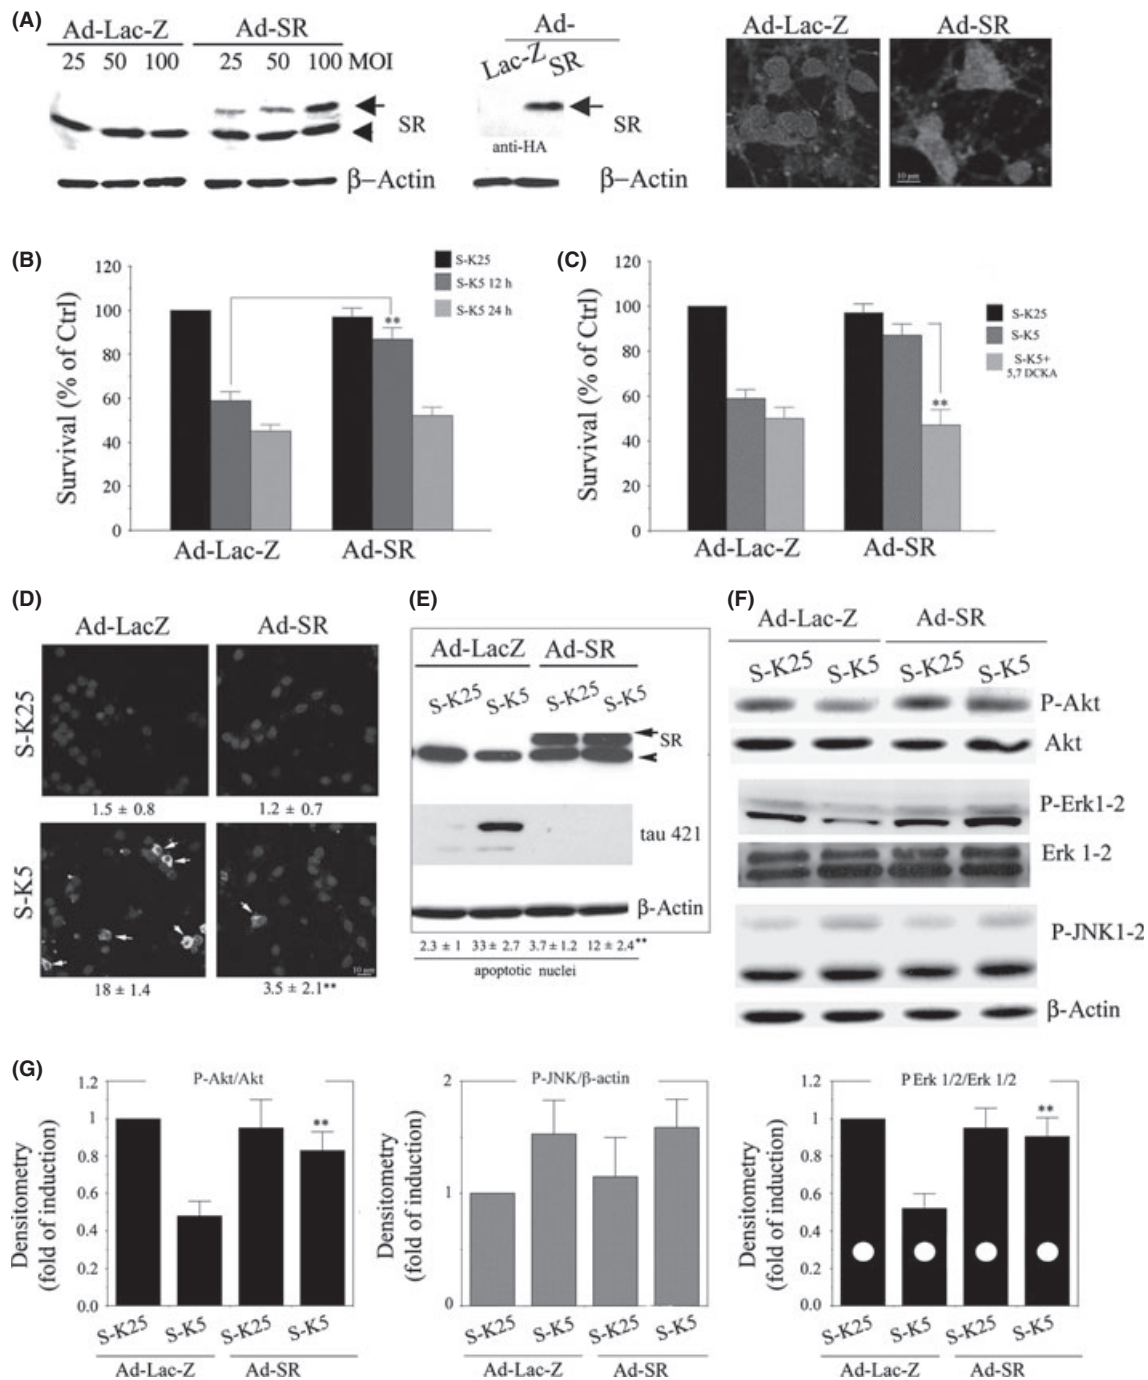 (A)
Ad-Lac-Z
Ad-SR
25 50 100
25 50 100 MOI
SR
β–Actin
Ad-
Lac-Z
SR
SR
anti-HA
β–Actin
Ad-Lac-Z
Ad-SR
10 µm
(B)
Survival (% of Ctrl)
120
100
80
60
40
20
0
**
S-K25
S-K5 12 h
S-K5 24 h
Ad-Lac-Z
Ad-SR
(C)
Survival (% of Ctrl)
120
100
80
60
40
20
0
**
S-K25
S-K5
S-K5+
5,7 DCKA
Ad-Lac-Z
Ad-SR
(D)
Ad-LacZ
Ad-SR
S-K25
1.5 ± 0.8
1.2 ± 0.7
S-K5
10 µm
18 ± 1.4
3.5 ± 2.1**
(E)
Ad-LacZ
Ad-SR
S-K25
S-K5
S-K25
S-K5
SR
tau 421
β-Actin
2.3 ± 1 33 ± 2.7 3.7 ± 1.2 12 ± 2.4**
apoptotic nuclei
(F)
Ad-Lac-Z
Ad-SR
S-K25
S-K5
S-K25
S-K5
P-Akt
Akt
P-Erk1-2
Erk 1-2
P-JNK1-2
β-Actin
(G)
P-Akt/Akt
Densitometry
(fold of induction)
1.2
1
0.8
0.6
0.4
0.2
0.0
**
S-K25
S-K5
S-K25
S-K5
Ad-Lac-Z
Ad-SR
P-JNK/β-actin
Densitometry
(fold of induction)
2
1
0
S-K25
S-K5
S-K25
S-K5
Ad-Lac-Z
Ad-SR
P Erk 1/2/Erk 1/2
Densitometry
(fold of induction)
1.2
1
0.8
0.6
0.4
0.2
0.0
**
S-K25
S-K5
S-K25
S-K5
Ad-Lac-Z
Ad-SR